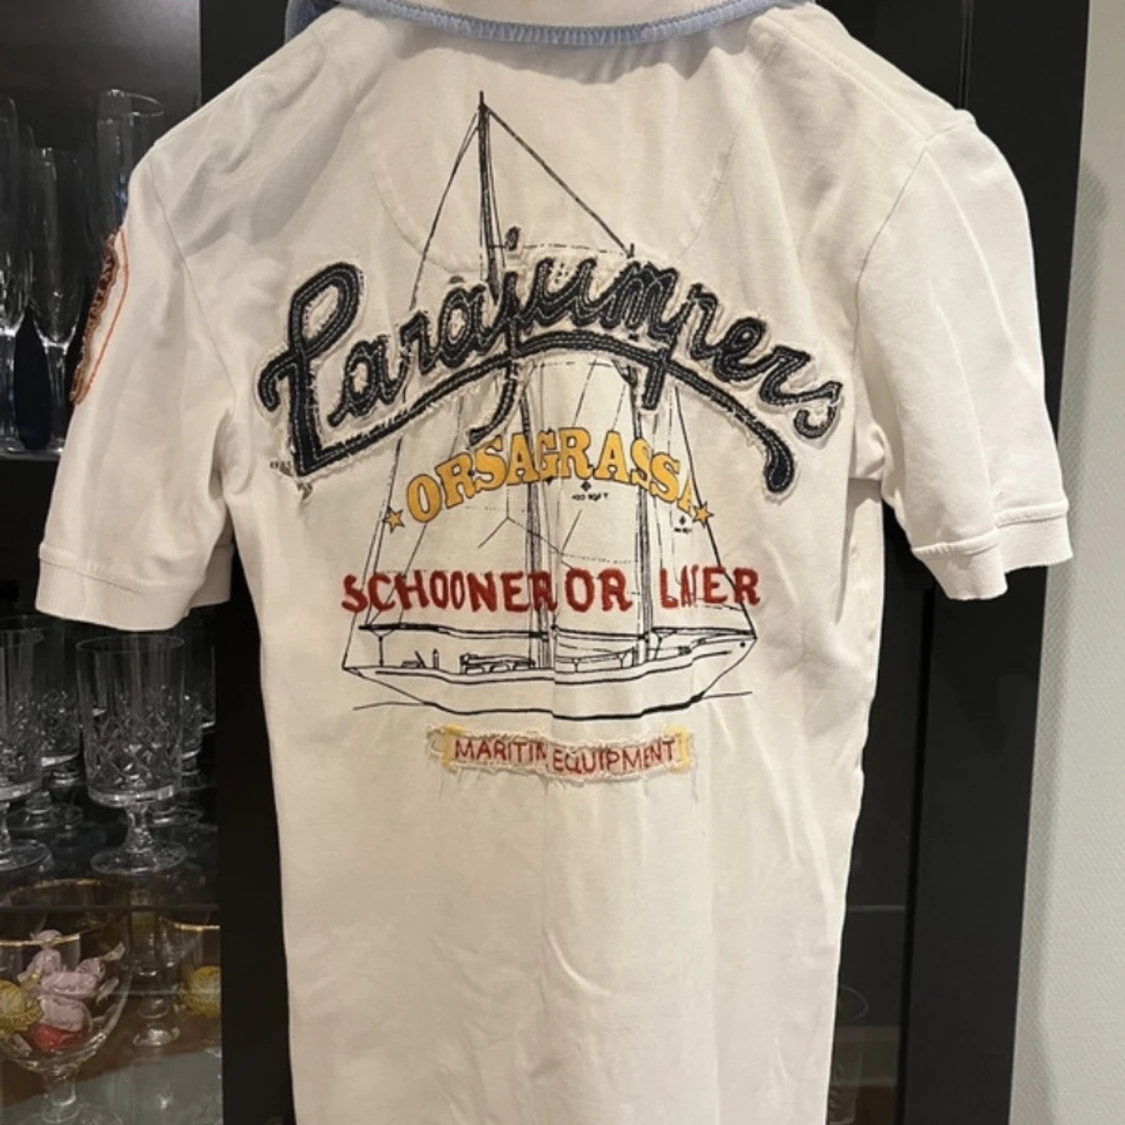 Parajumpers
ORSAGRASSA
SCHOONER OR LATER
MARITIM EQUIPMENT